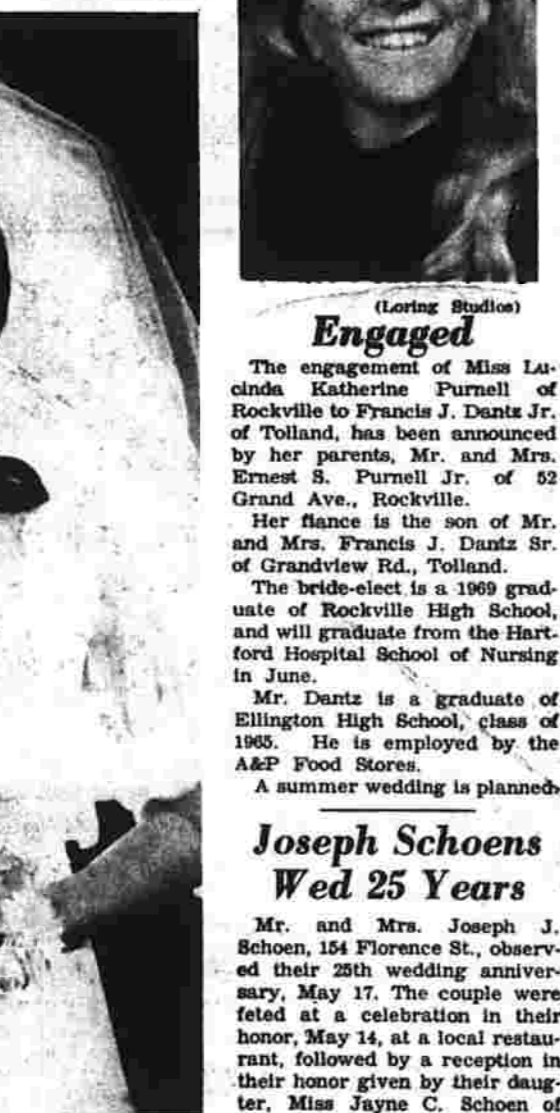 (Loring Studios)
Engaged
The engagement of Miss Lu-
cinda Katherine Purnell of
Rockville to Francis J. Dantz Jr.
of Tolland, has been announced
by her parents, Mr. and Mrs.
Ernest S. Purnell Jr. of 52
Grand Ave., Rockville.
Her fiance is the son of Mr.
and Mrs. Francis J. Dantz Sr.
of Grandview Rd., Tolland.
The bride-elect is a 1969 grad-
uate of Rockville High School,
and will graduate from the Hart-
ford Hospital School of Nursing
in June.
Mr. Dantz is a graduate of
Ellington High School, class of
1965. He is employed by the
A&P Food Stores.
A summer wedding is planned.
Joseph Schoens
Wed 25 Years
Mr. and Mrs. Joseph J.
Schoen, 154 Florence St., observ-
ed their 25th wedding anniver-
sary, May 17. The couple were
feted at a celebration in their
honor, May 14, at a local restau-
rant, followed by a reception in
their honor given by their daug-
ter, Miss Jayne C. Schoen of